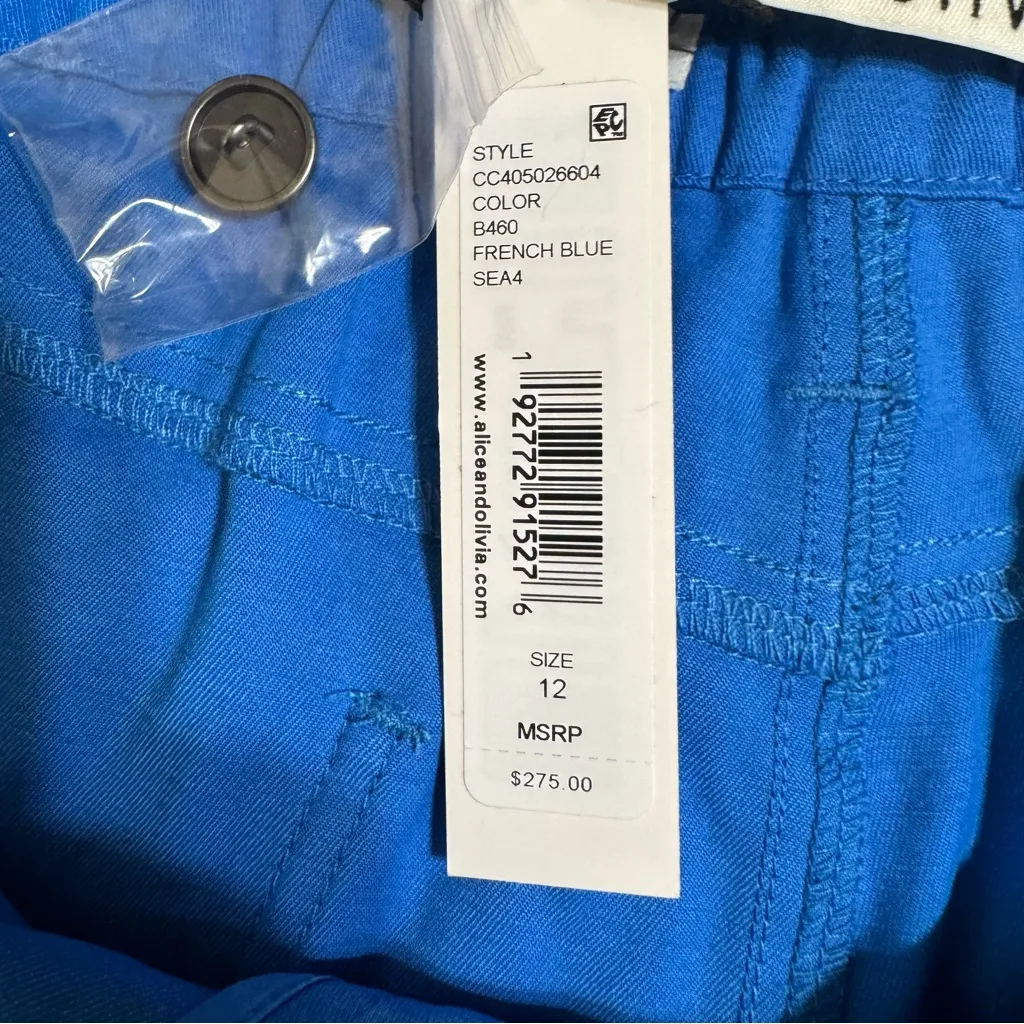 STYLE
CC405026604
COLOR
B460
FRENCH BLUE
SEA4
www.aliceandolivia.com
1 92772 91527 6
SIZE
12
MSRP
$275.00